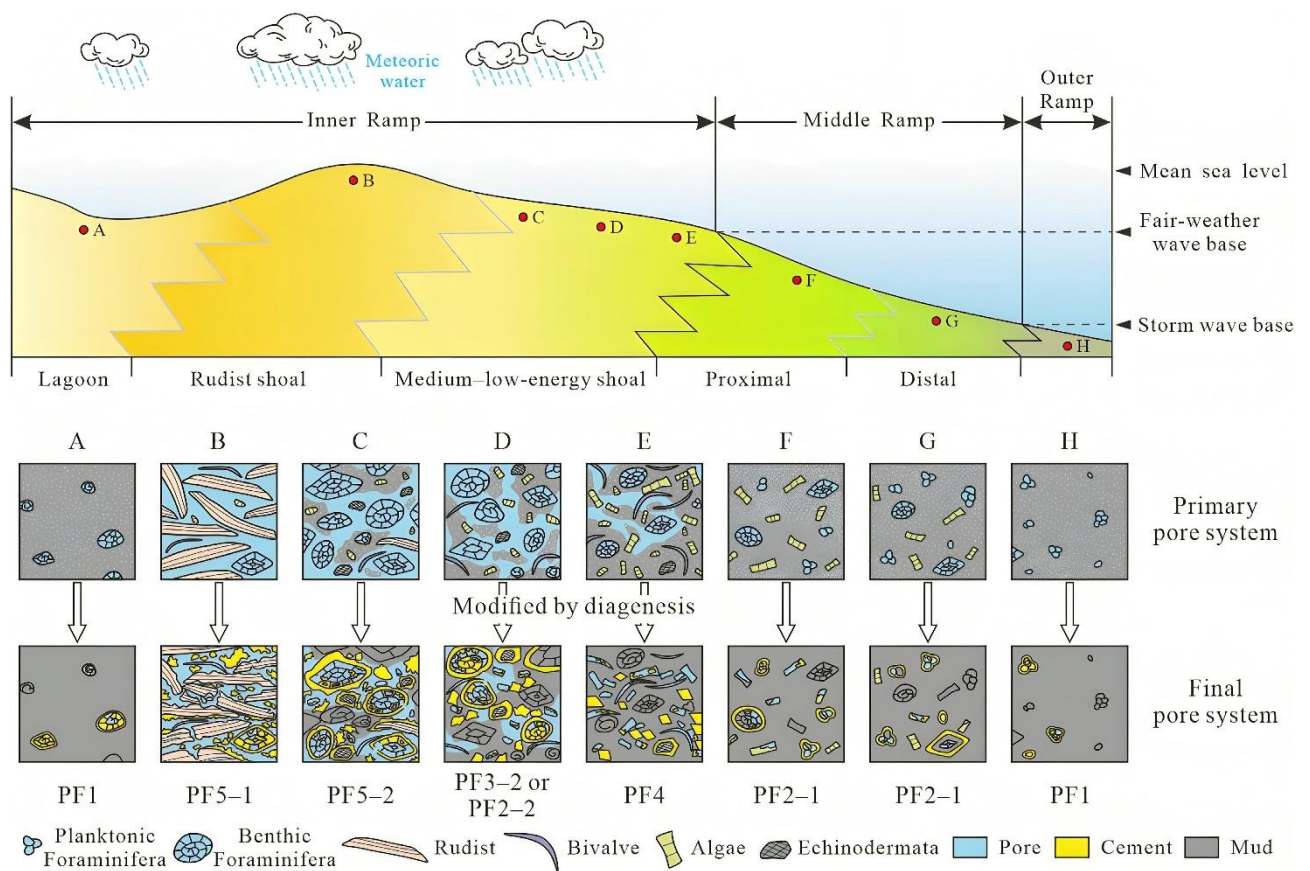 Meteoric
water
Outer
Ramp
Inner Ramp
Middle Ramp
Mean sea level
B
A
C
D
E
Fair-weather
wave base
F
G
Storm wave base
H
Lagoon
Rudist shoal
Medium–low-energy shoal
Proximal
Distal
A B C D E F G H
Primary
pore system
Modified by diagenesis
Final
pore system
PF1 PF5–1 PF5–2 PF3–2 or PF4 PF2–1 PF2–1 PF1
PF2–2
Planktonic
Foraminifera
Benthic
Foraminifera
Rudist
Bivalve
Algae
Echinodermata
Pore
Cement
Mud